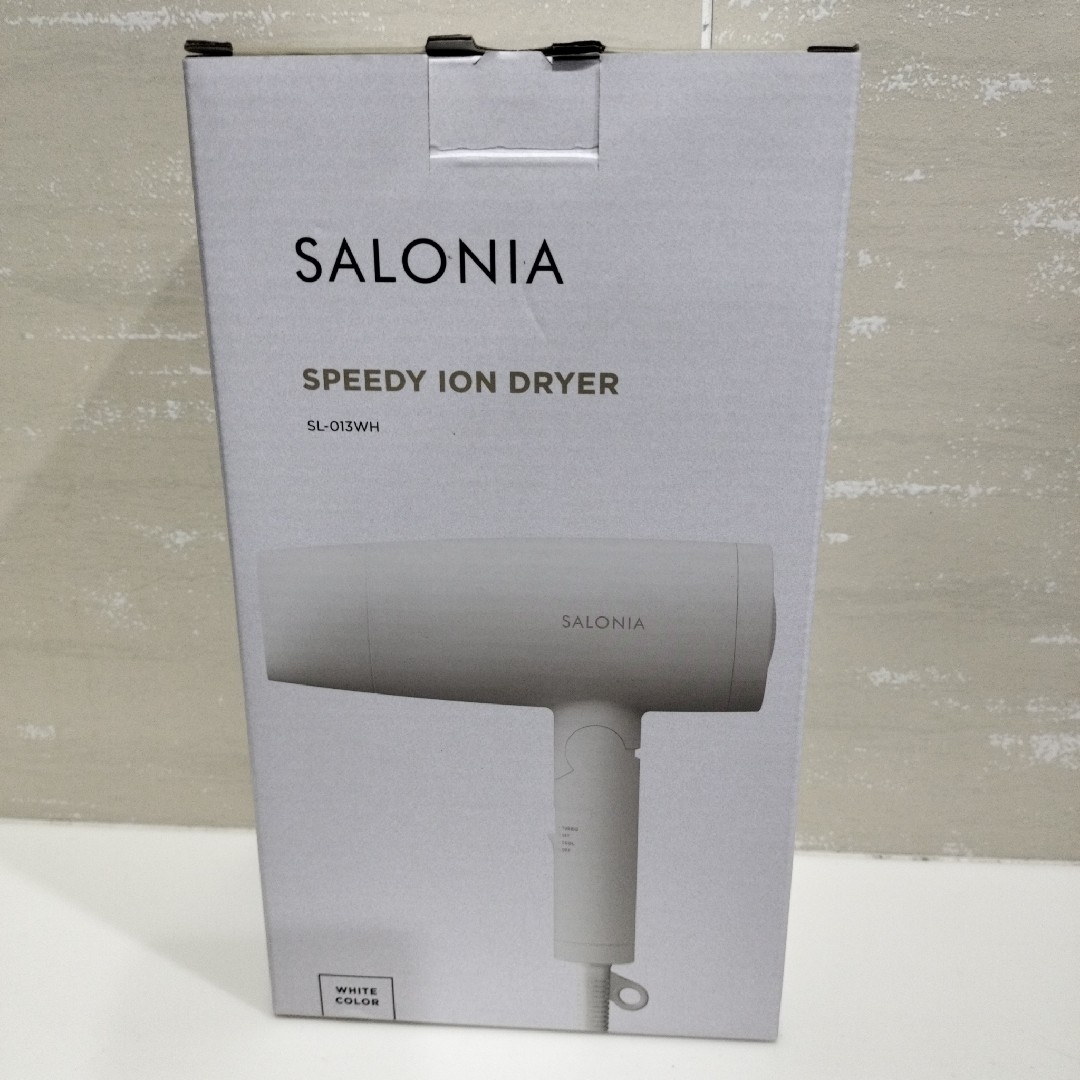 SALONIA
SPEEDY ION DRYER
SL-013WH
SALONIA
WHITE
COLOR